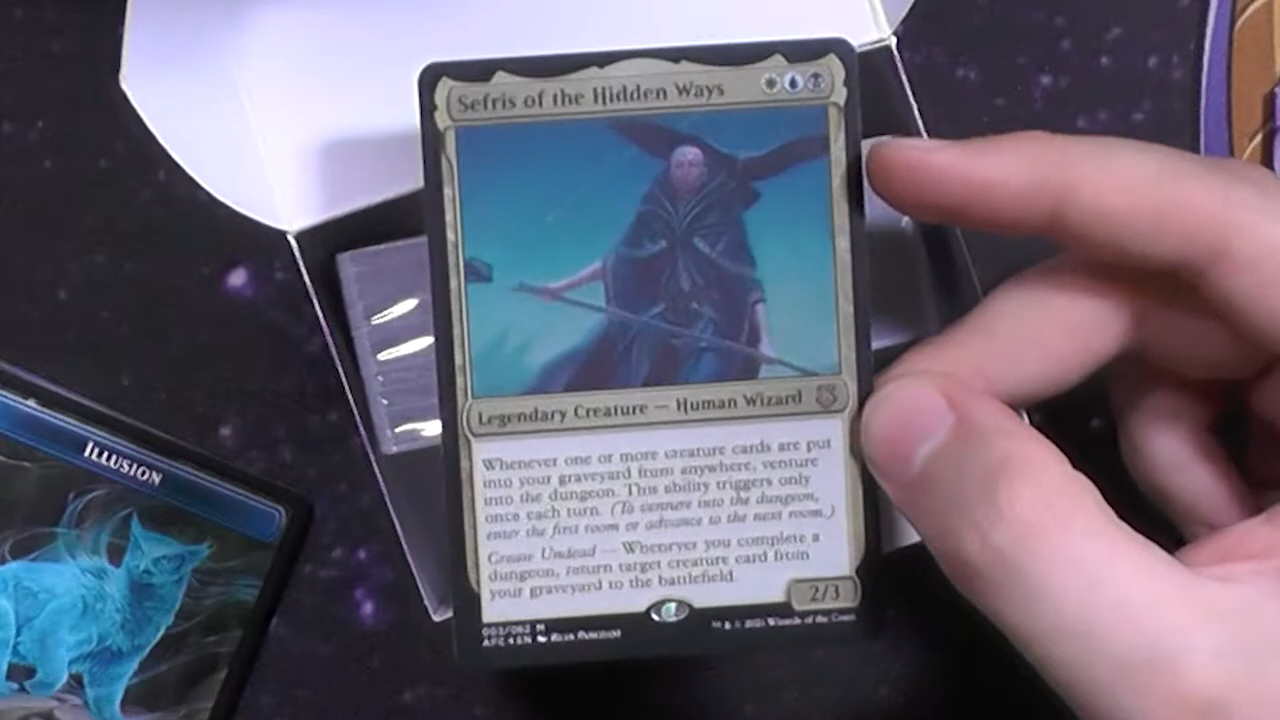 Sefris of the Hidden Ways
Legendary Creature — Human Wizard
Whenever one or more creature cards are put
into your graveyard from anywhere, venture
into the dungeon. This ability triggers only
once each turn. (To venture into the dungeon,
enter the first room or advance to the next room.)
Create Undead — Whenever you complete a
dungeon, return target creature card from
your graveyard to the battlefield.
2/3
003/062 M
AFC EN
& © 2021 Wizards of the Coast
ILLUSION